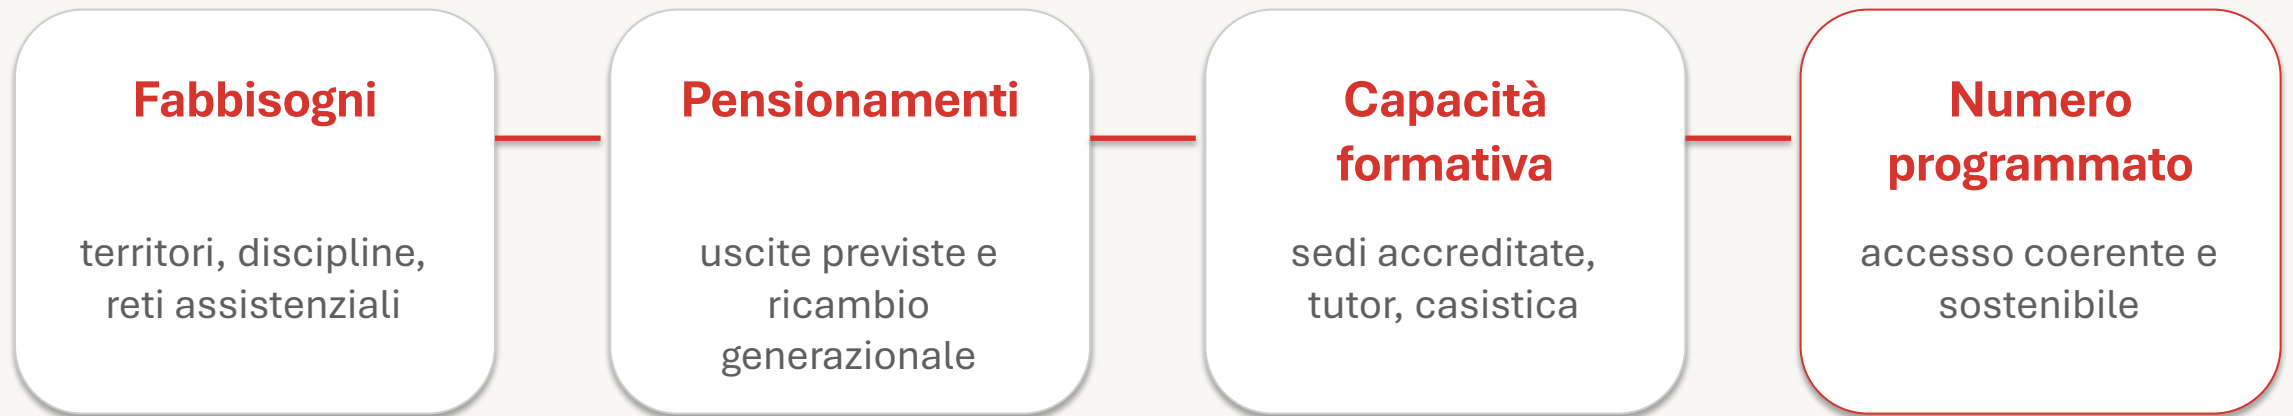 Fabbisogni
territori, discipline,
reti assistenziali
Pensionamenti
uscite previste e
ricambio
generazionale
Capacità
formativa
sedi accreditate,
tutor, casistica
Numero
programmato
accesso coerente e
sostenibile